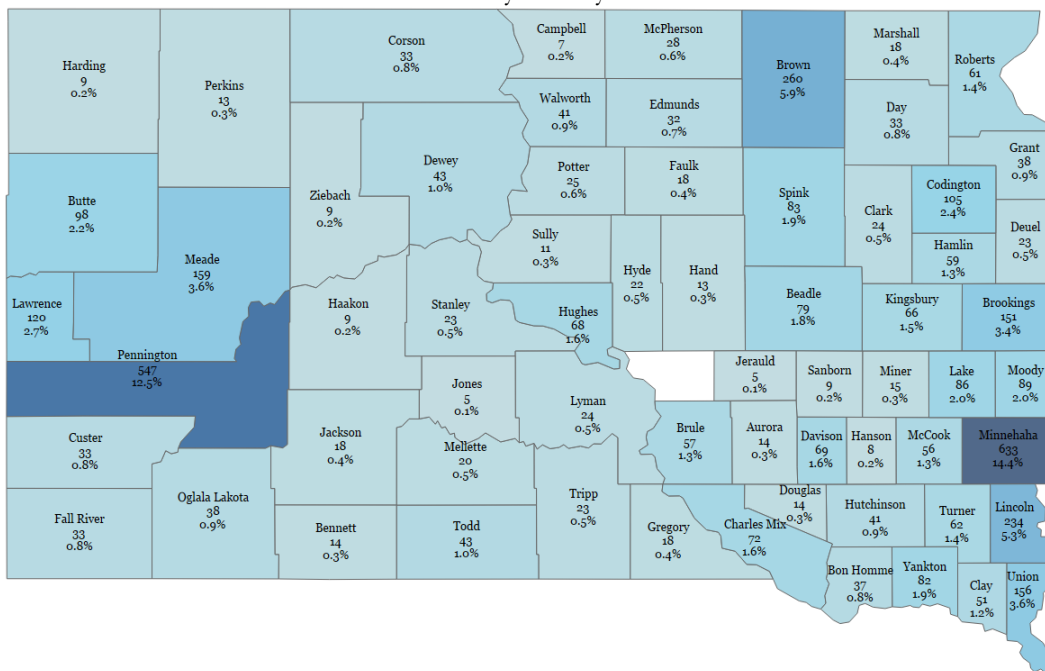 Harding
9
0.2%
Perkins
13
0.3%
Corson
33
0.8%
Campbell
7
0.2%
McPherson
28
0.6%
Brown
260
5.9%
Marshall
18
0.4%
Roberts
61
1.4%
Walworth
41
0.9%
Edmunds
32
0.7%
Day
33
0.8%
Grant
38
0.9%
Butte
98
2.2%
Ziebach
9
0.2%
Dewey
43
1.0%
Potter
25
0.6%
Faulk
18
0.4%
Spink
83
1.9%
Clark
24
0.5%
Codington
105
2.4%
Deuel
23
0.5%
Hamlin
59
1.3%
Meade
159
3.6%
Sully
11
0.3%
Hyde
22
0.5%
Hand
13
0.3%
Lawrence
120
2.7%
Haakon
9
0.2%
Stanley
23
0.5%
Hughes
68
1.6%
Beadle
79
1.8%
Kingsbury
66
1.5%
Brookings
151
3.4%
Pennington
547
12.5%
Jones
5
0.1%
Lyman
24
0.5%
Jerauld
5
0.1%
Sanborn
9
0.2%
Miner
15
0.3%
Lake
86
2.0%
Moody
89
2.0%
Custer
33
0.8%
Jackson
18
0.4%
Mellette
20
0.5%
Brule
57
1.3%
Aurora
14
0.3%
Davison
69
1.6%
Hanson
8
0.2%
McCook
56
1.3%
Minnehaha
633
14.4%
Fall River
33
0.8%
Oglala Lakota
38
0.9%
Bennett
14
0.3%
Todd
43
1.0%
Tripp
23
0.5%
Gregory
18
0.4%
Charles Mix
72
1.6%
Douglas
14
0.3%
Hutchinson
41
0.9%
Turner
62
1.4%
Lincoln
234
5.3%
Bon Homme
37
0.8%
Yankton
82
1.9%
Clay
51
1.2%
Union
156
3.6%